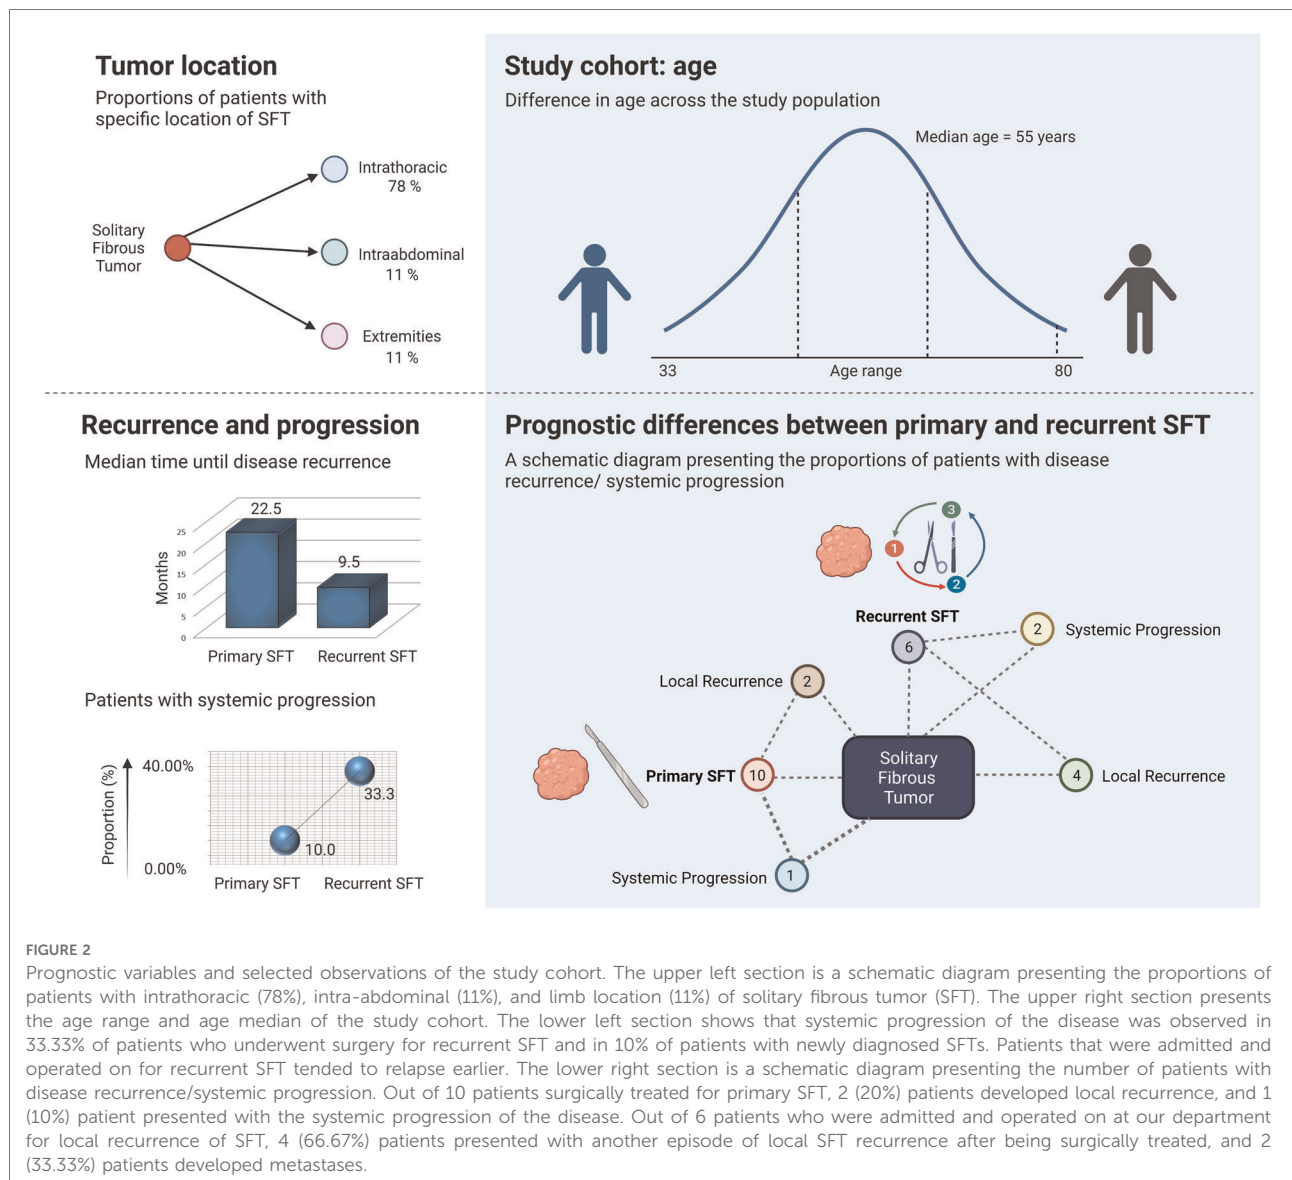 Tumor location
Proportions of patients with
specific location of SFT
Solitary
Fibrous
Tumor
Intrathoracic
78 %
Intraabdominal
11 %
Extremities
11 %
Study cohort: age
Difference in age across the study population
Median age = 55 years
33
Age range
80
Recurrence and progression
Median time until disease recurrence
Months
25
20
15
10
5
0
22.5
9.5
Primary SFT
Recurrent SFT
Patients with systemic progression
Proportion (%)
40.00%
0.00%
33.3
10.0
Primary SFT
Recurrent SFT
Prognostic differences between primary and recurrent SFT
A schematic diagram presenting the proportions of patients with disease
recurrence/ systemic progression
3
1
2
Recurrent SFT
6
2
Systemic Progression
Local Recurrence
2
Primary SFT
10
Solitary
Fibrous
Tumor
4
Local Recurrence
Systemic Progression
1
FIGURE 2
Prognostic variables and selected observations of the study cohort. The upper left section is a schematic diagram presenting the proportions of
patients with intrathoracic (78%), intra-abdominal (11%), and limb location (11%) of solitary fibrous tumor (SFT). The upper right section presents
the age range and age median of the study cohort. The lower left section shows that systemic progression of the disease was observed in
33.33% of patients who underwent surgery for recurrent SFT and in 10% of patients with newly diagnosed SFTs. Patients that were admitted and
operated on for recurrent SFT tended to relapse earlier. The lower right section is a schematic diagram presenting the number of patients with
disease recurrence/systemic progression. Out of 10 patients surgically treated for primary SFT, 2 (20%) patients developed local recurrence, and 1
(10%) patient presented with the systemic progression of the disease. Out of 6 patients who were admitted and operated on at our department
for local recurrence of SFT, 4 (66.67%) patients presented with another episode of local SFT recurrence after being surgically treated, and 2
(33.33%) patients developed metastases.